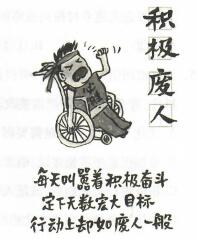 积极废人
每天叫嚣着积极奋斗
定下无数宏大目标
行动上却如废人一般